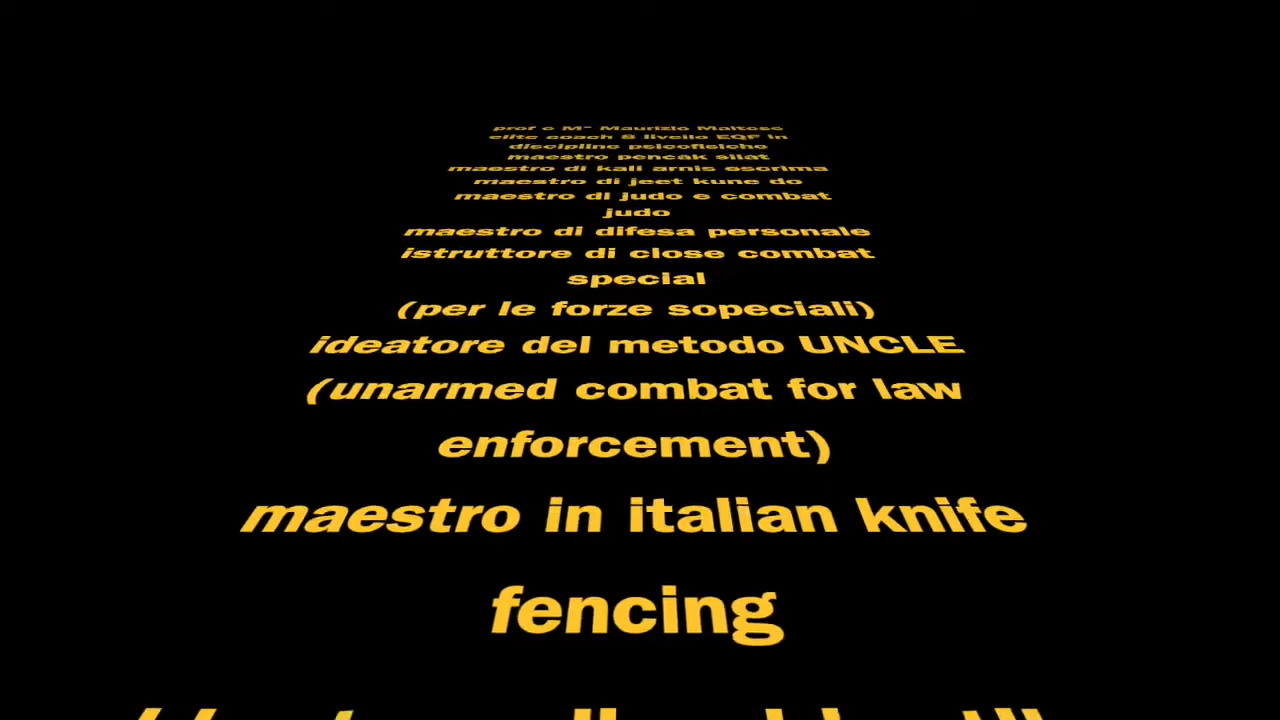 prof e M° Maurizio Maltese
elite coach 8 livello EQF in
discipline psicofisiche
maestro pencak silat
maestro di kali arnis escrima
maestro di jeet kune do
maestro di judo e combat
judo
maestro di difesa personale
istruttore di close combat
special
(per le forze sopeciali)
ideatore del metodo UNCLE
(unarmed combat for law
enforcement)
maestro in italian knife
fencing